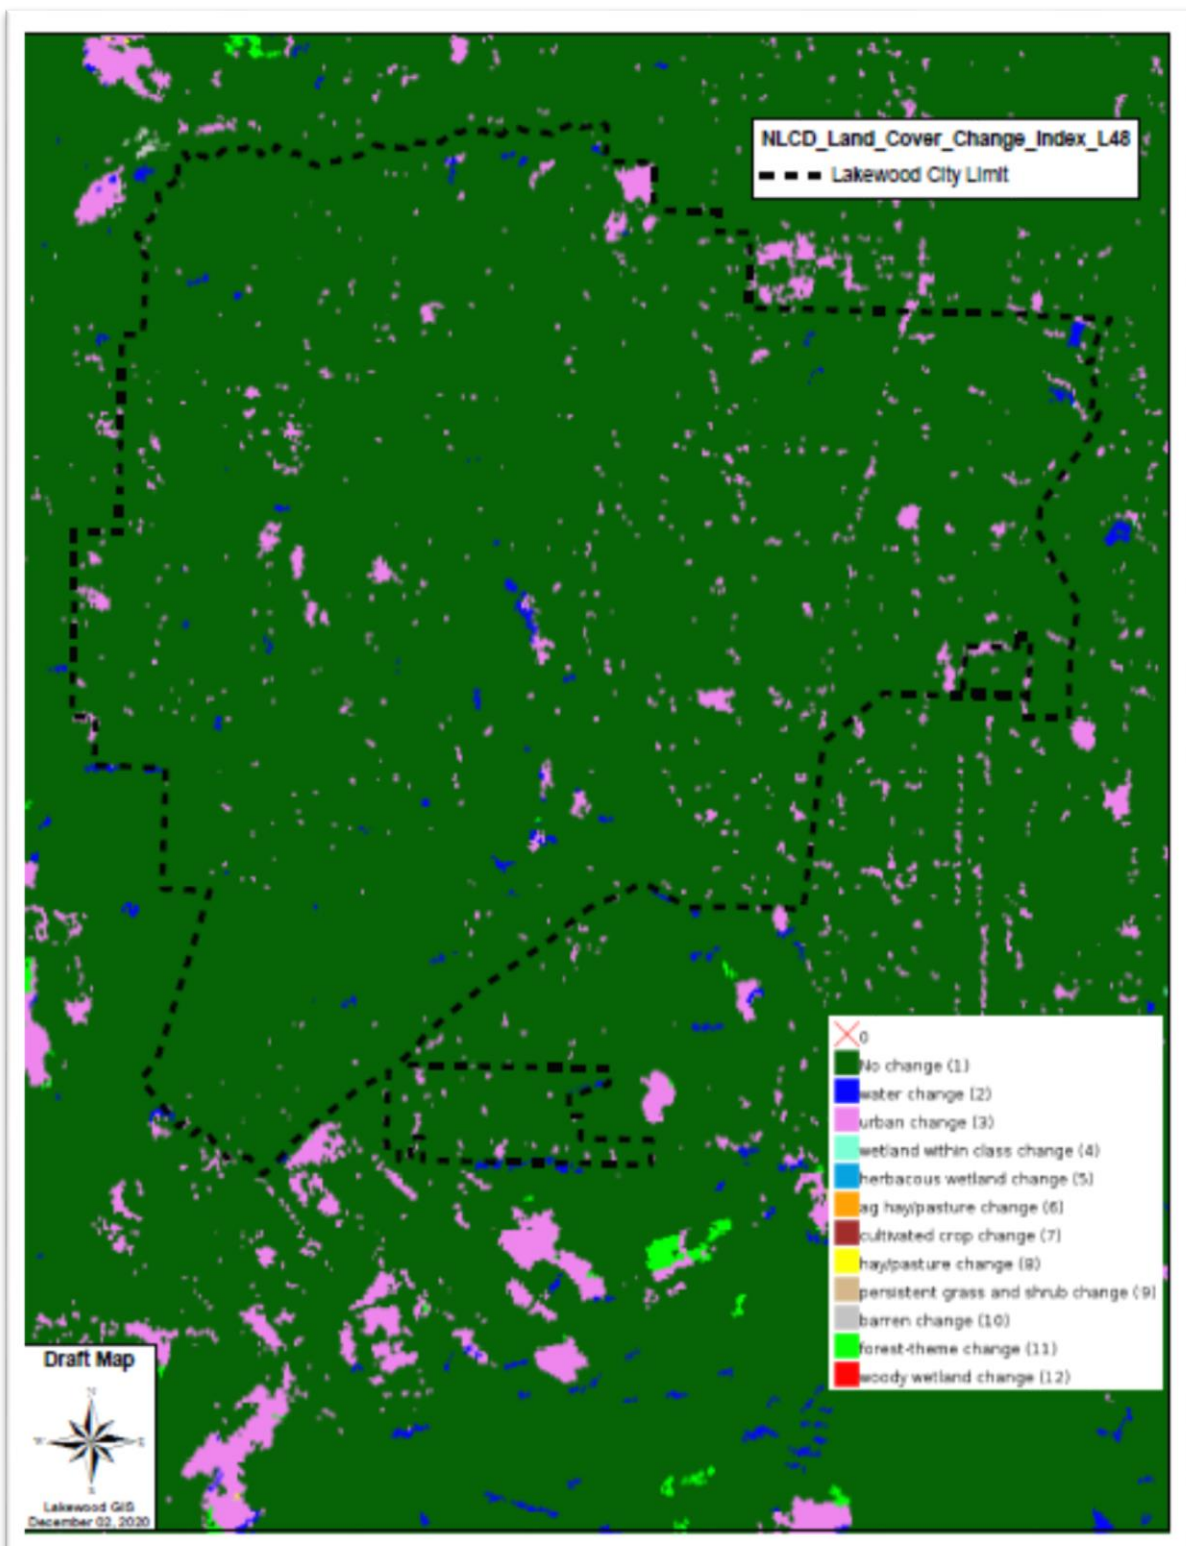 NLCD_Land_Cover_Change_Index_L48
Lakewood City Limit
0
No change (1)
water change (2)
urban change (3)
wetland within class change (4)
herbacous wetland change (5)
ag hay/pasture change (6)
cultivated crop change (7)
hay/pasture change (8)
persistent grass and shrub change (9)
barren change (10)
forest-theme change (11)
woody wetland change (12)
Draft Map
N
W
E
S
Lakewood GIS
December 02, 2020